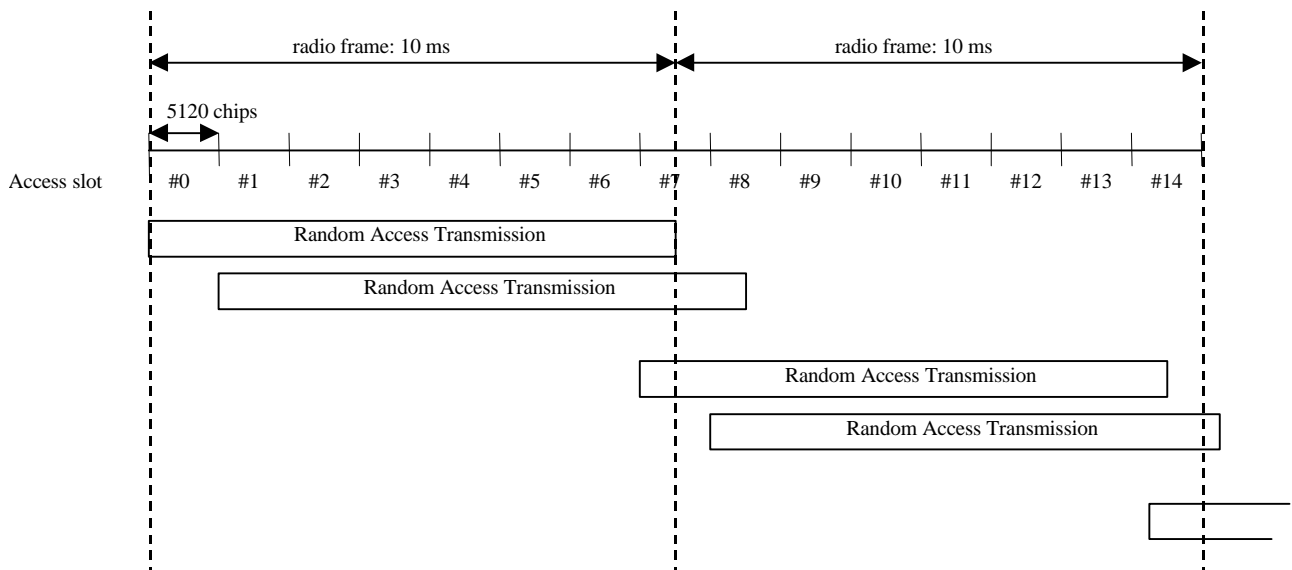 radio frame: 10 ms radio frame: 10 ms
5120 chips
Access slot #0 #1 #2 #3 #4 #5 #6 #7 #8 #9 #10 #11 #12 #13 #14
Random Access Transmission
Random Access Transmission
Random Access Transmission
Random Access Transmission